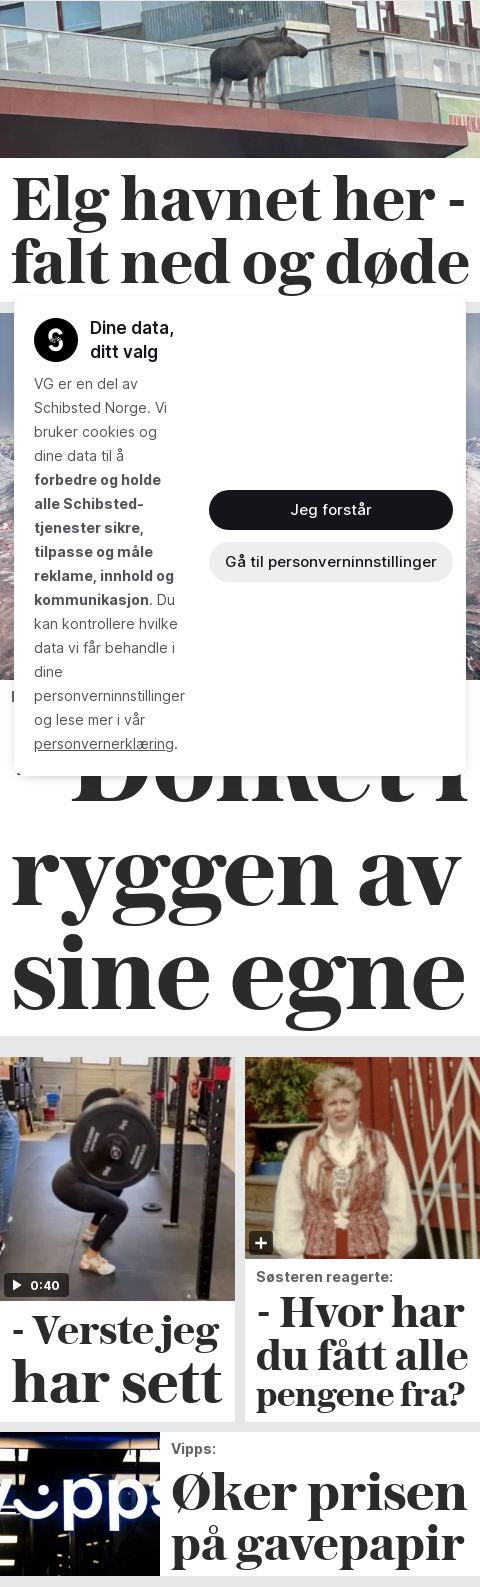 Elg havnet her -
falt ned og døde
Dine data,
ditt valg
VG er en del av
Schibsted Norge. Vi
bruker cookies og
dine data til å
forbedre og holde
alle Schibsted-
tjenester sikre,
tilpasse og måle
reklame, innhold og
kommunikasjon. Du
kan kontrollere hvilke
data vi får behandle i
dine
personverninnstillinger
og lese mer i vår
personvernerklæring.
Jeg forstår
Gå til personverninnstillinger
ryggen av
sine egne
0:40
- Verste jeg
har sett
Søsteren reagerte:
- Hvor har
du fått alle
pengene fra?
Vipps:
Øker prisen
på gavepapir